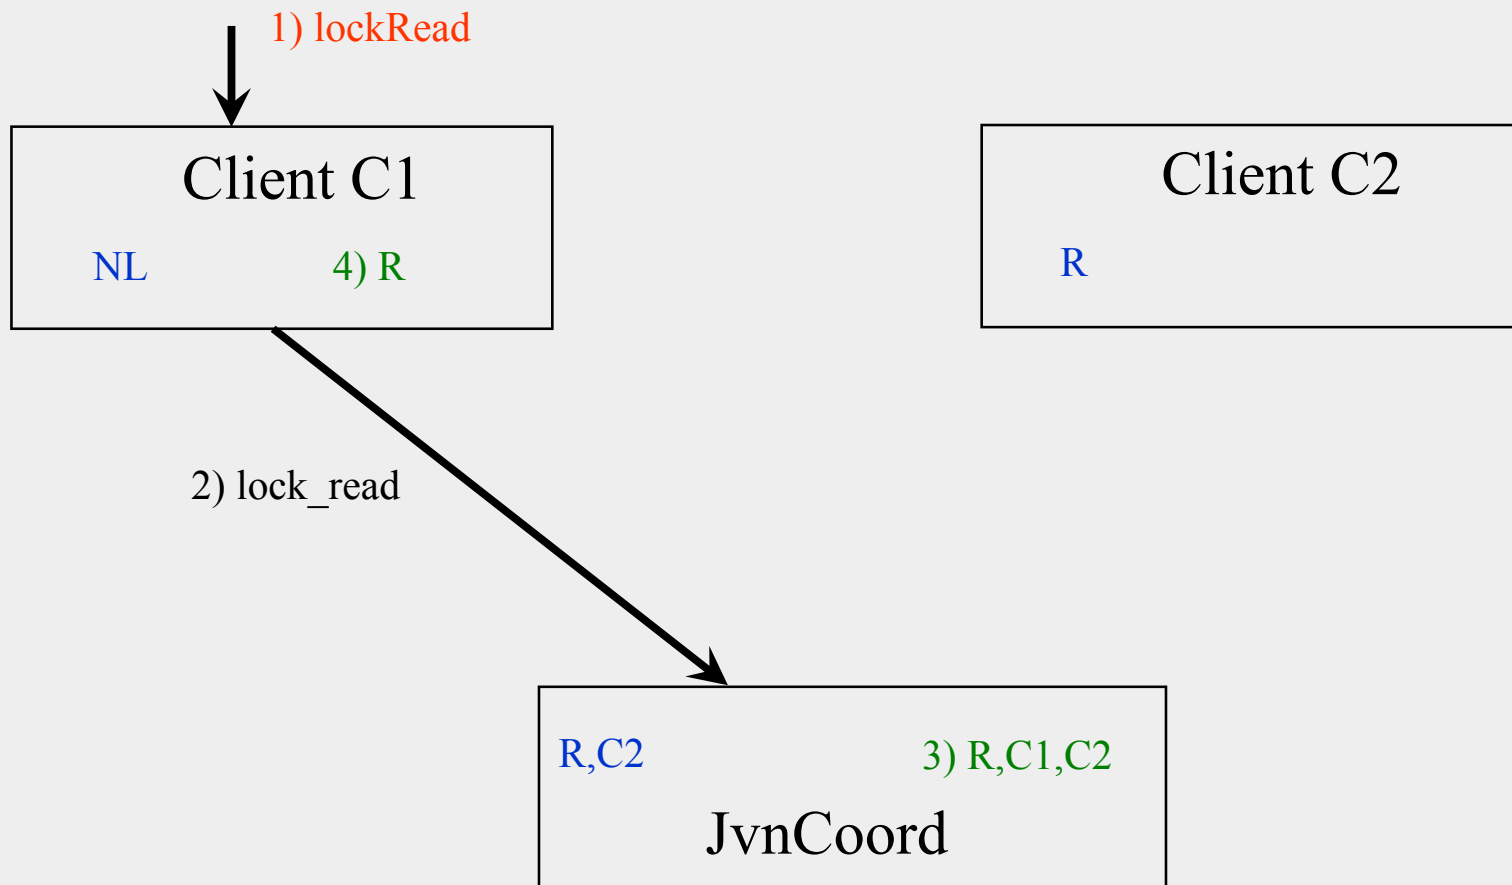 1) lockRead
Client C1
NL 4) R
Client C2
R
2) lock_read
R,C2 3) R,C1,C2
JvnCoord